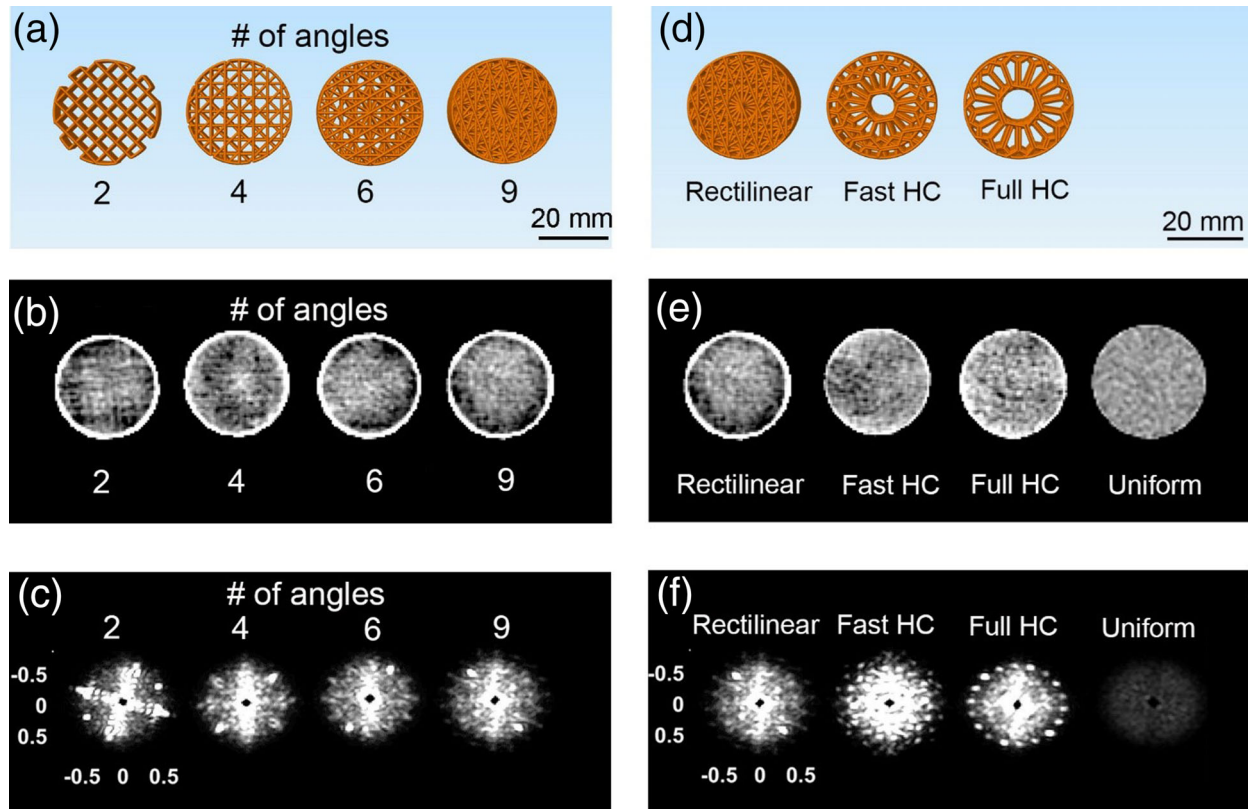 (a)
# of angles
2 4 6 9
20 mm
(b)
# of angles
2 4 6 9
(c)
# of angles
2 4 6 9
-0.5
0
0.5
-0.5 0 0.5
(d)
Rectilinear Fast HC Full HC
20 mm
(e)
Rectilinear Fast HC Full HC Uniform
(f)
Rectilinear Fast HC Full HC Uniform
-0.5
0
0.5
-0.5 0 0.5